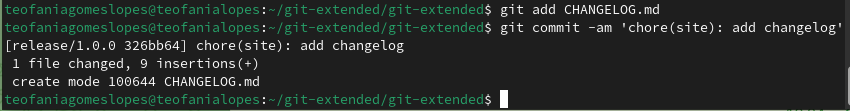 teofaniagomeslopes@teofanialopes:~/git-extended/git-extended$ git add CHANGELOG.md
teofaniagomeslopes@teofanialopes:~/git-extended/git-extended$ git commit -am 'chore(site): add changelog'
[release/1.0.0 326bb64] chore(site): add changelog
 1 file changed, 9 insertions(+)
 create mode 100644 CHANGELOG.md
teofaniagomeslopes@teofanialopes:~/git-extended/git-extended$